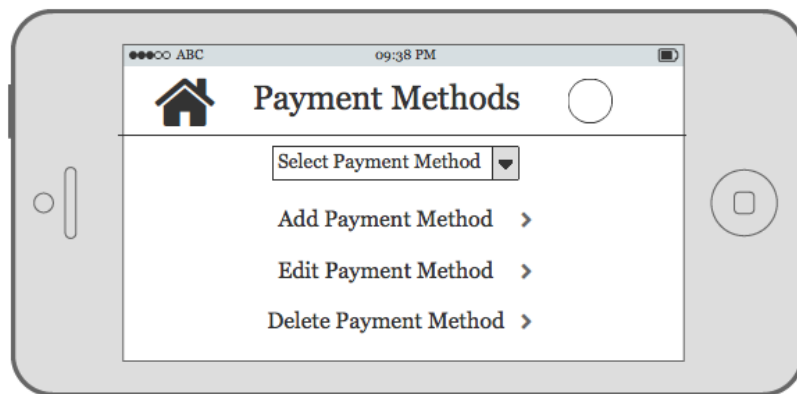 ABC 09:38 PM
Payment Methods
Select Payment Method
Add Payment Method
Edit Payment Method
Delete Payment Method